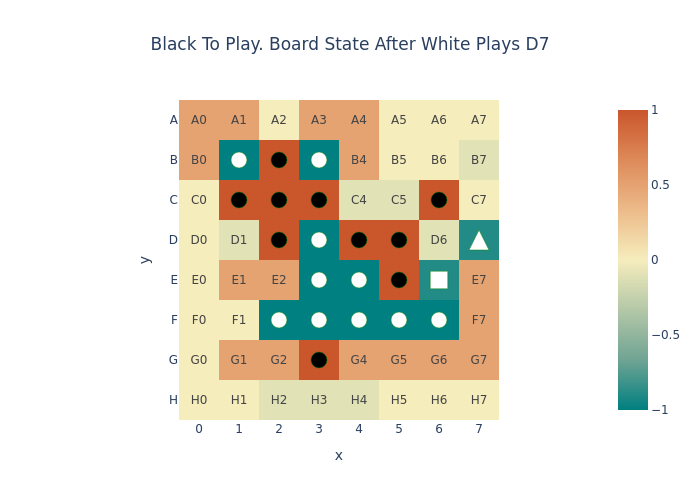 Black To Play. Board State After White Plays D7
A A0 A1 A2 A3 A4 A5 A6 A7
B B0 B4 B5 B6 B7
C C0 C4 C5 C7
D D0 D1 D6
E E0 E1 E2 E7
F F0 F1 F7
G G0 G1 G2 G4 G5 G6 G7
H H0 H1 H2 H3 H4 H5 H6 H7
0 1 2 3 4 5 6 7
x
y
1
0.5
0
−0.5
−1